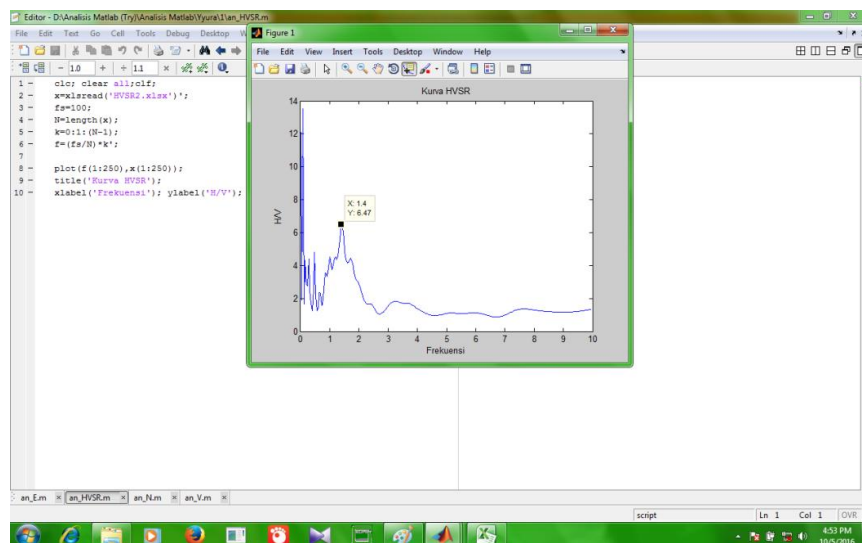 Editor - D:\Analisis Matlab (Try)\Analisis Matlab\Yyura\1\an_HVSR.m
File Edit Text Go Cell Tools Debug Desktop W
- 1.0 + ÷ 1.1 ×
1 - clc; clear all;clf;
2 - x=xlsread('HVSR2.xlsx')';
3 - fs=100;
4 - N=length(x);
5 - k=0:1:(N-1);
6 - f=(fs/N)*k';
7
8 - plot(f(1:250),x(1:250));
9 - title('Kurva HVSR');
10 - xlabel('Frekuensi'); ylabel('H/V');
Figure 1
File Edit View Insert Tools Desktop Window Help
Kurva HVSR
14
12
10
8
6
4
2
0
H/V
X: 1.4
Y: 6.47
0 1 2 3 4 5 6 7 8 9 10
Frekuensi
an_E.m × an_HVSR.m × an_N.m × an_V.m ×
script Ln 1 Col 1 OVR
4:53 PM
10/5/2016